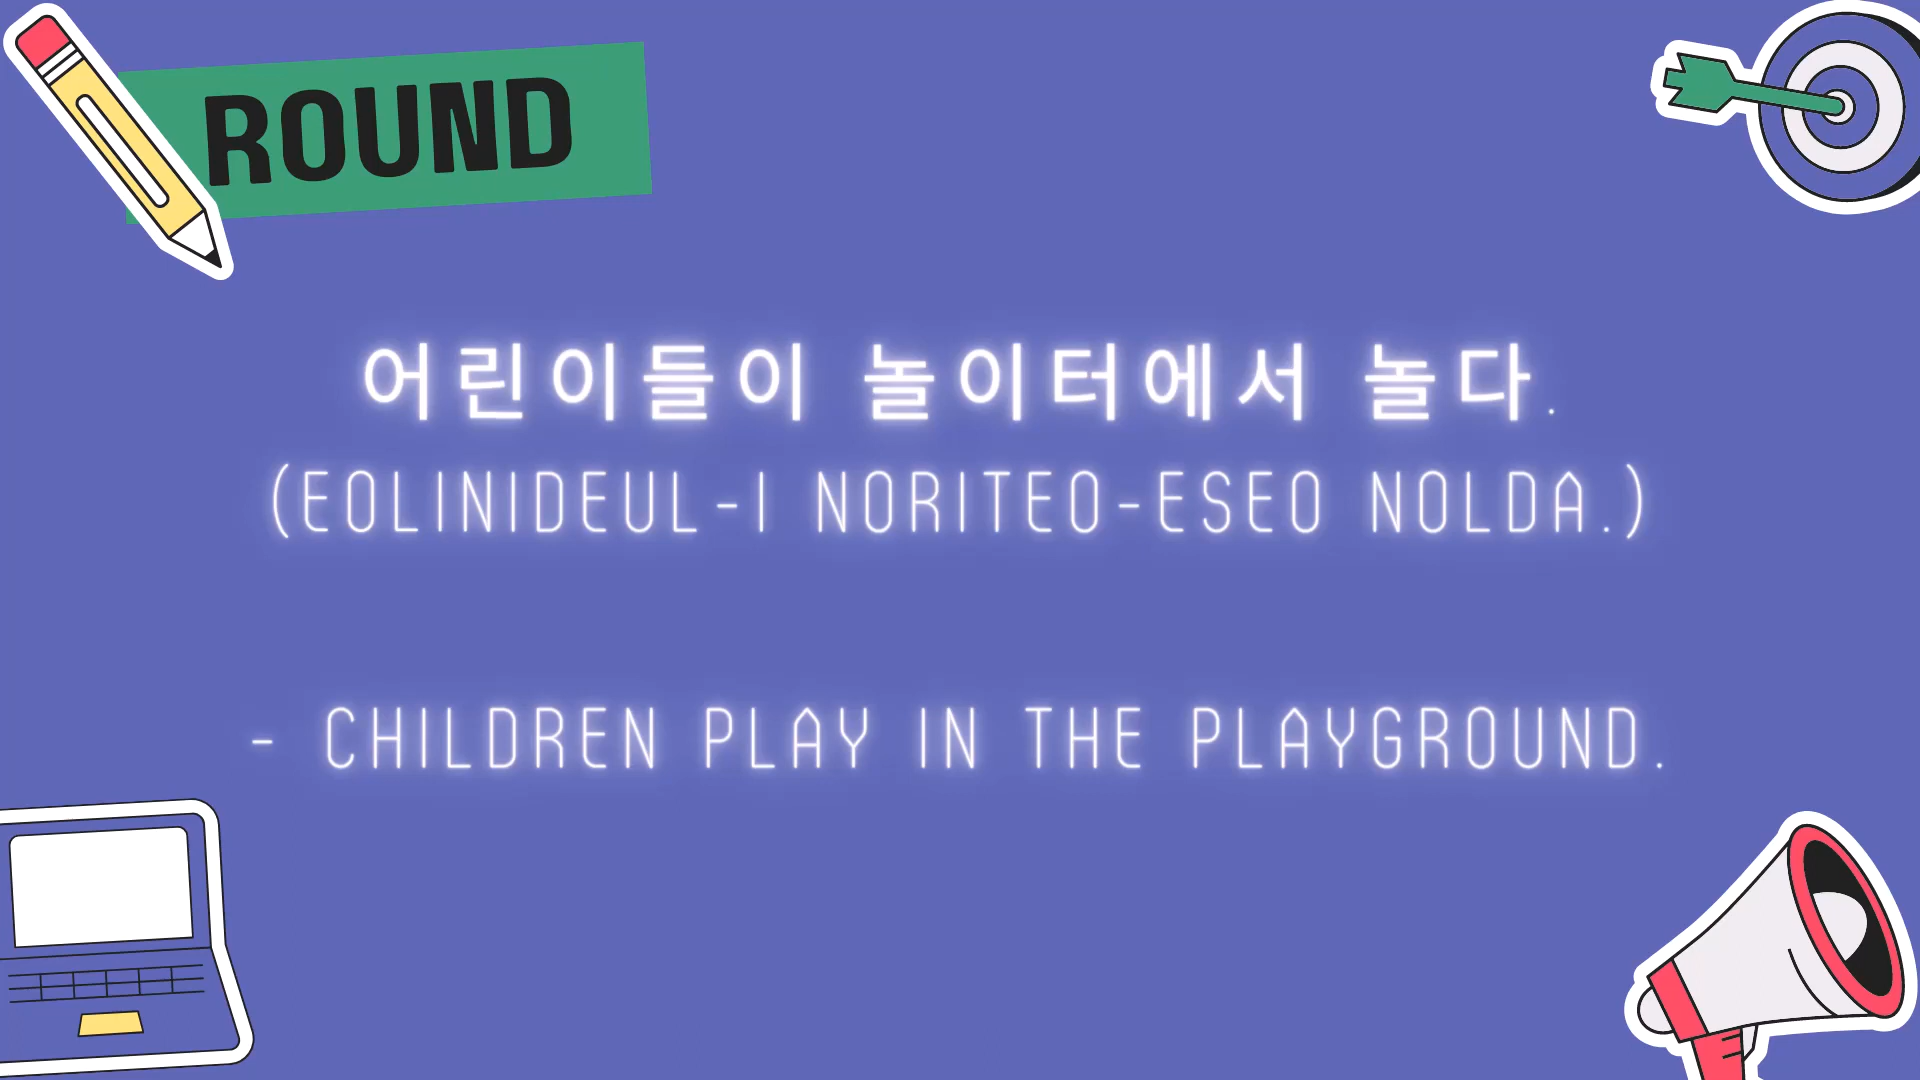 ROUND
어린이들이 놀이터에서 놀다.
(EOLINIDEUL-I NORITEO-ESEO NOLDA.)
- CHILDREN PLAY IN THE PLAYGROUND.